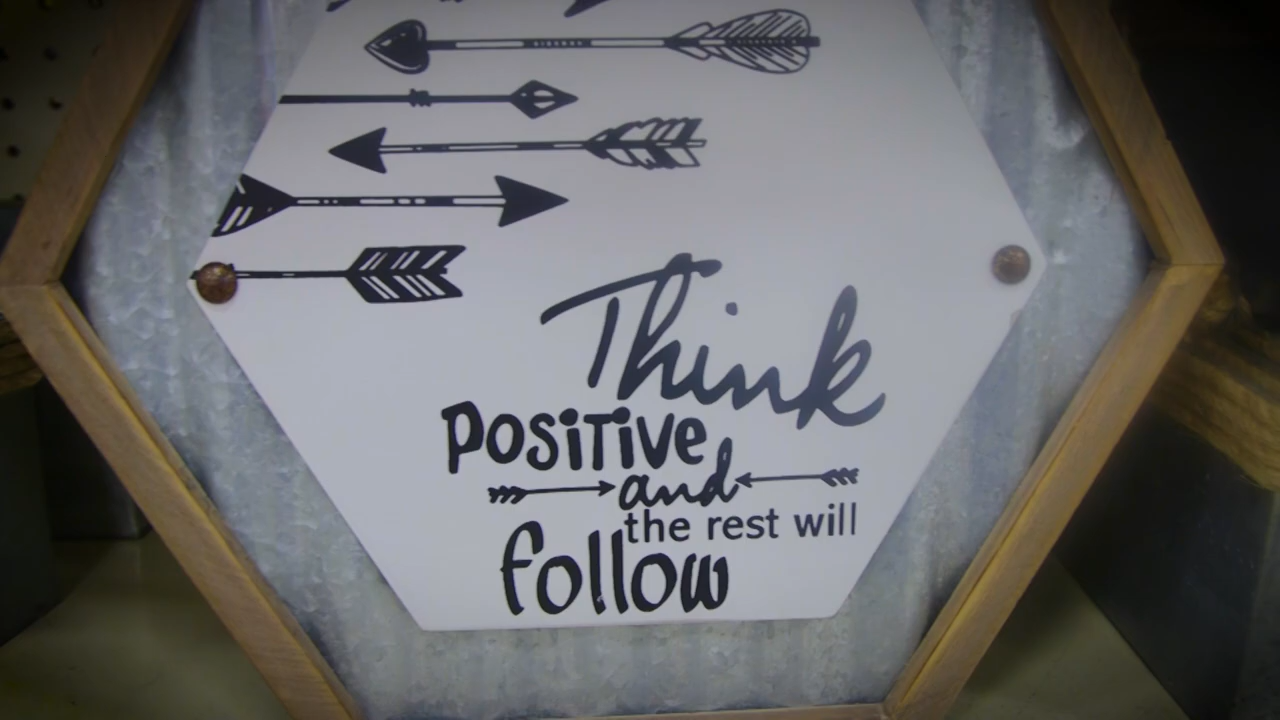 Think
positive
and
the rest will
follow